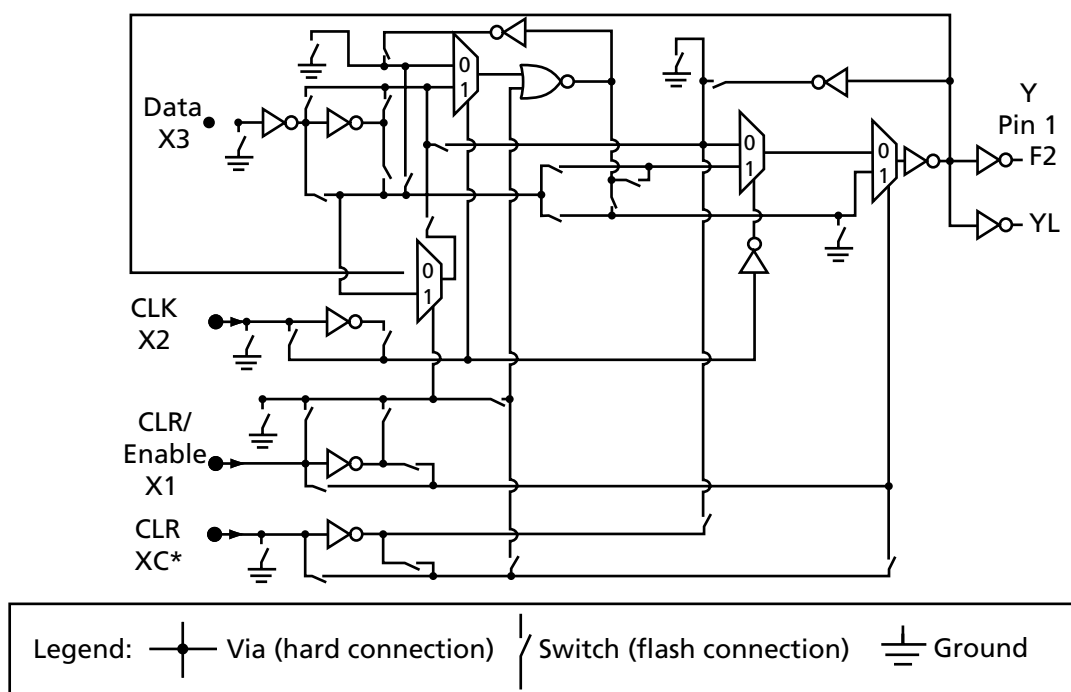 0
1
Data
X3
0
1
0
1
Y
Pin 1
F2
YL
0
1
CLK
X2
CLR/
Enable
X1
CLR
XC*
Legend: Via (hard connection) Switch (flash connection) Ground